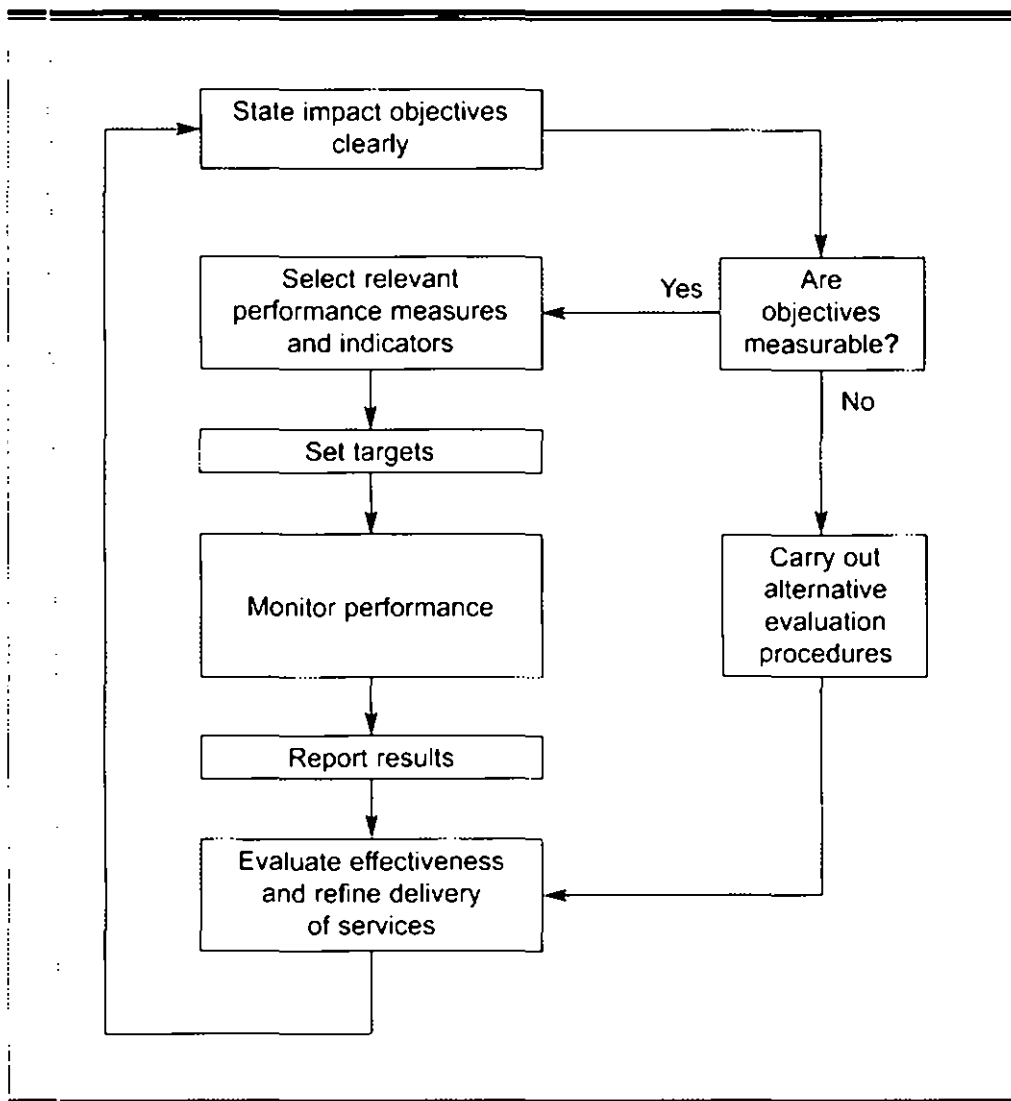 State impact objectives
clearly
Select relevant
performance measures
and indicators
Yes
Are
objectives
measurable?
No
Set targets
Monitor performance
Carry out
alternative
evaluation
procedures
Report results
Evaluate effectiveness
and refine delivery
of services